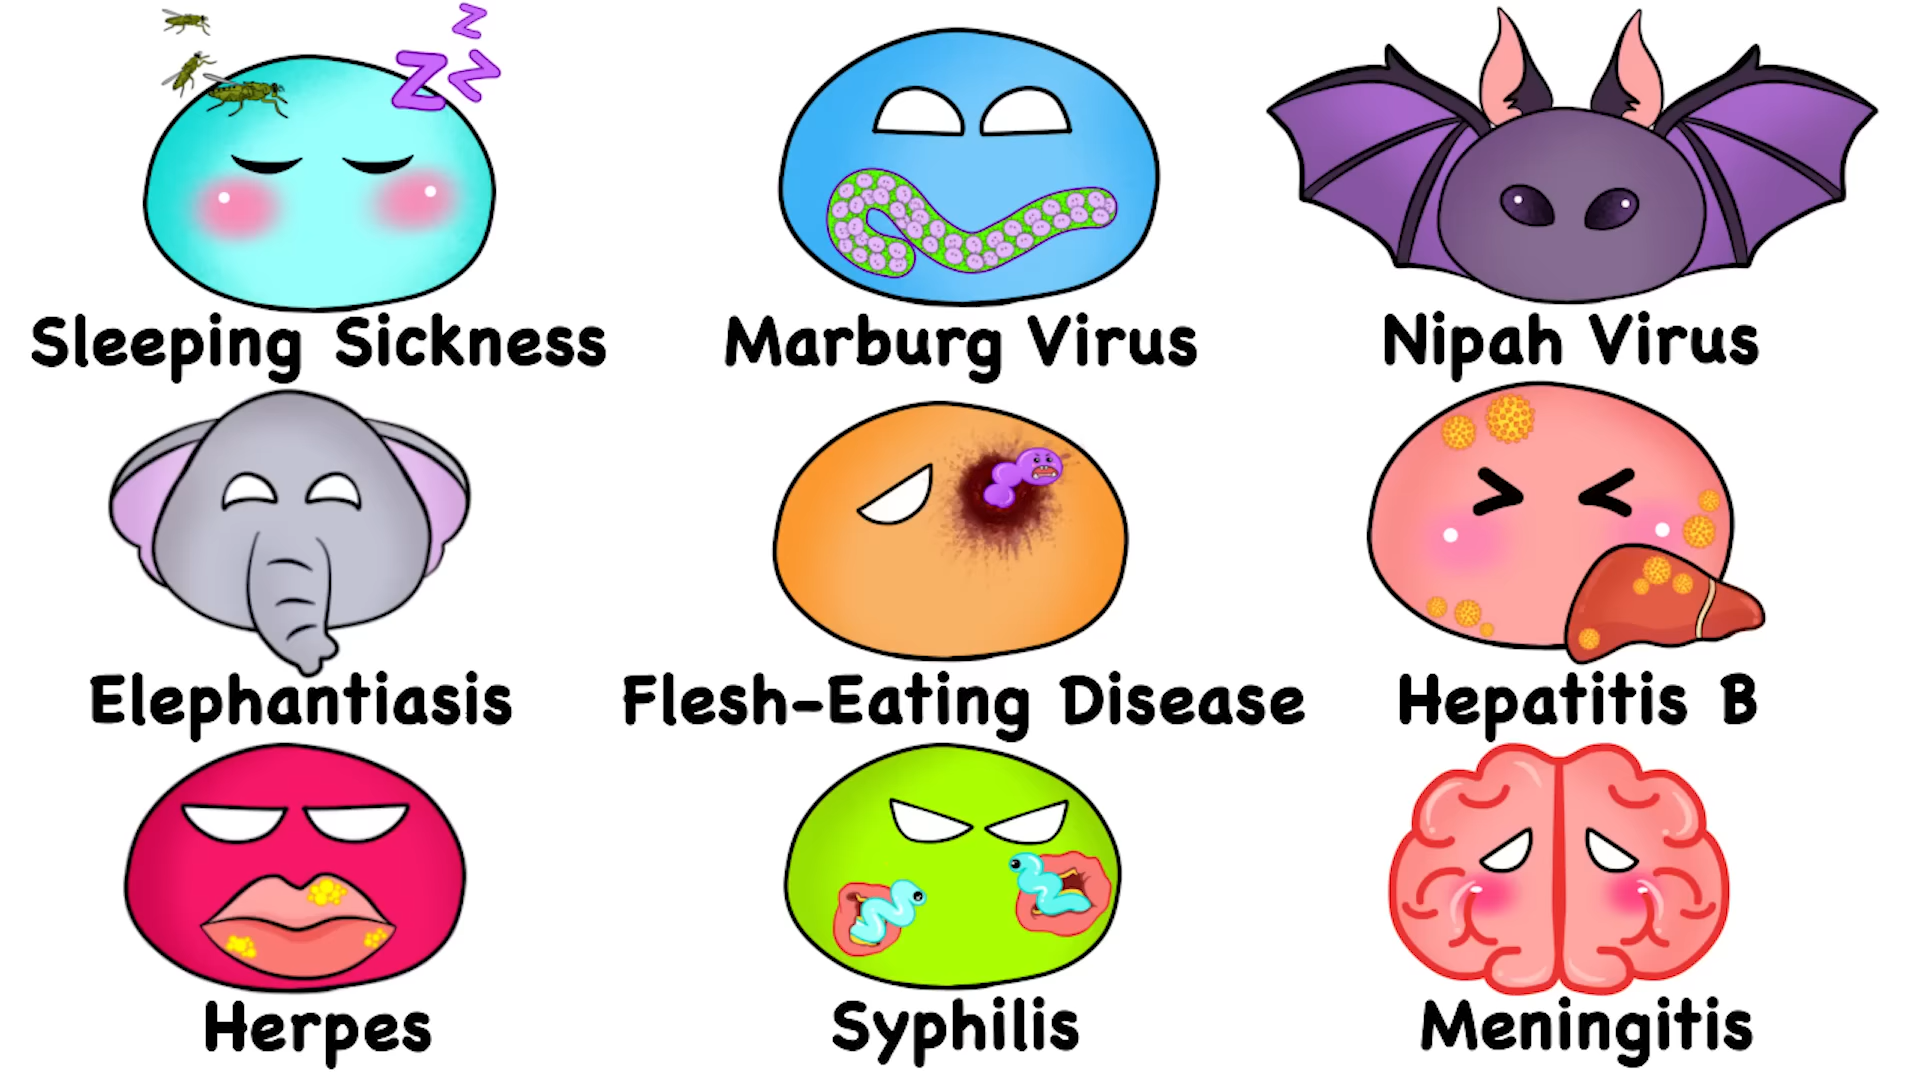 z
Z Z
Sleeping Sickness
Marburg Virus
Nipah Virus
Elephantiasis
Flesh-Eating Disease
Hepatitis B
Herpes
Syphilis
Meningitis